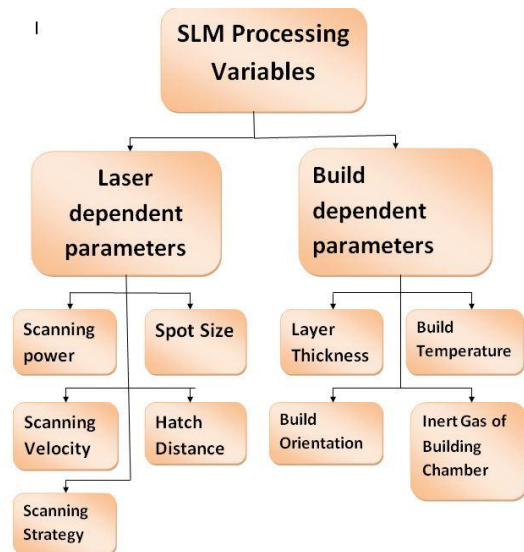 I
SLM Processing
Variables
Laser
dependent
parameters
Build
dependent
parameters
Scanning
power
Spot Size
Layer
Thickness
Build
Temperature
Scanning
Velocity
Hatch
Distance
Build
Orientation
Inert Gas of
Building
Chamber
Scanning
Strategy